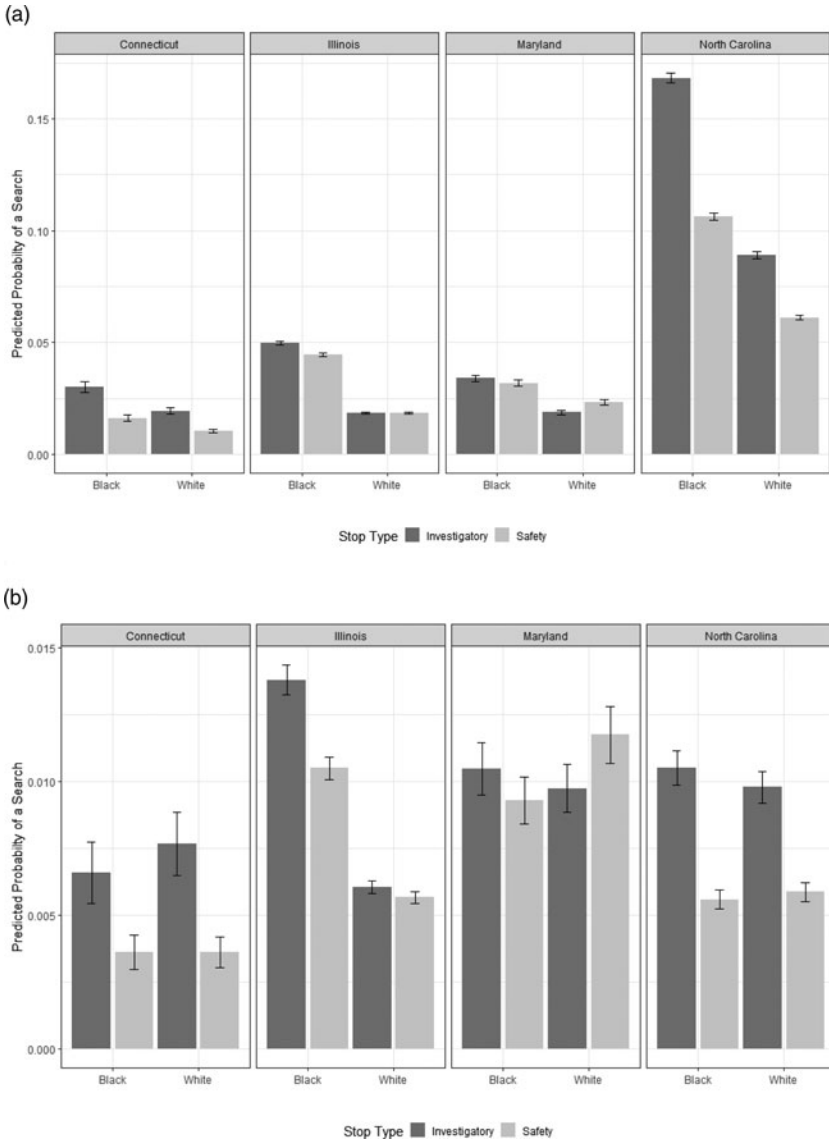 (a)
Connecticut Illinois Maryland North Carolina
Predicted Probabilty of a Search
0.15
0.10
0.05
0.00
Black White Black White Black White Black White
Stop Type Investigatory Safety
(b)
Connecticut Illinois Maryland North Carolina
Predicted Probabilty of a Search
0.015
0.010
0.005
0.000
Black White Black White Black White Black White
Stop Type Investigatory Safety